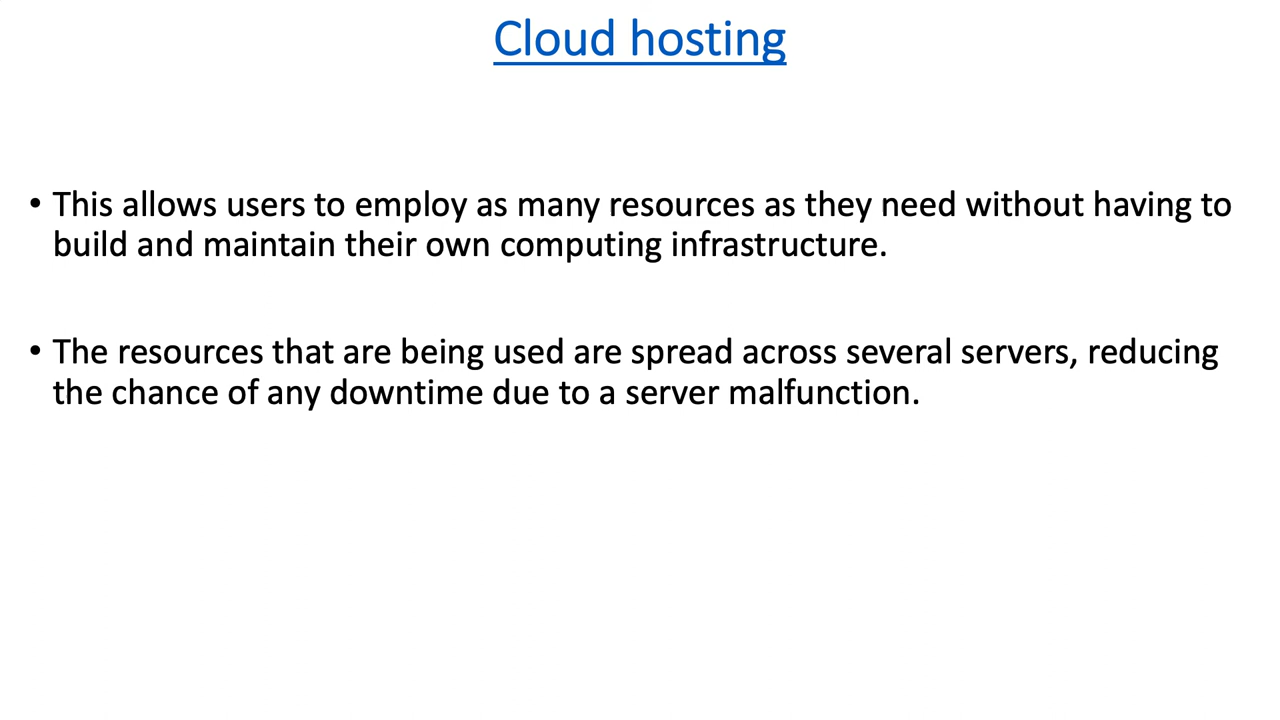 Cloud hosting
• This allows users to employ as many resources as they need without having to
build and maintain their own computing infrastructure.
• The resources that are being used are spread across several servers, reducing
the chance of any downtime due to a server malfunction.